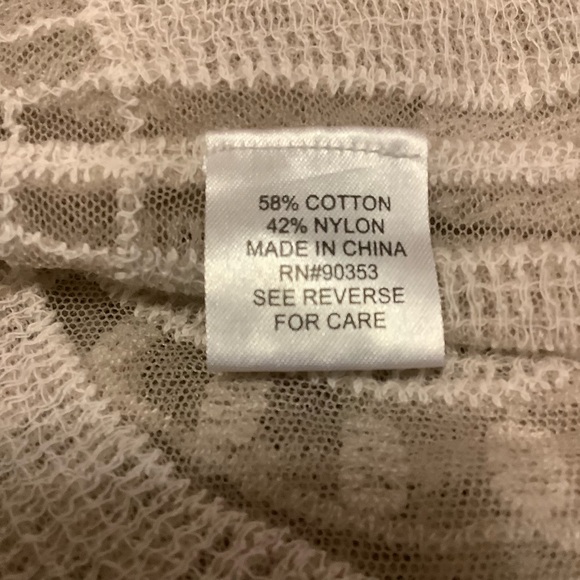 58% COTTON
42% NYLON
MADE IN CHINA
RN#90353
SEE REVERSE
FOR CARE